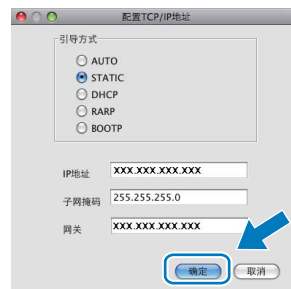 配置TCP/IP地址
引导方式
AUTO
STATIC
DHCP
RARP
BOOTP
IP地址 XXX.XXX.XXX.XXX
子网掩码 255.255.255.0
网关 XXX.XXX.XXX.XXX
确定 取消